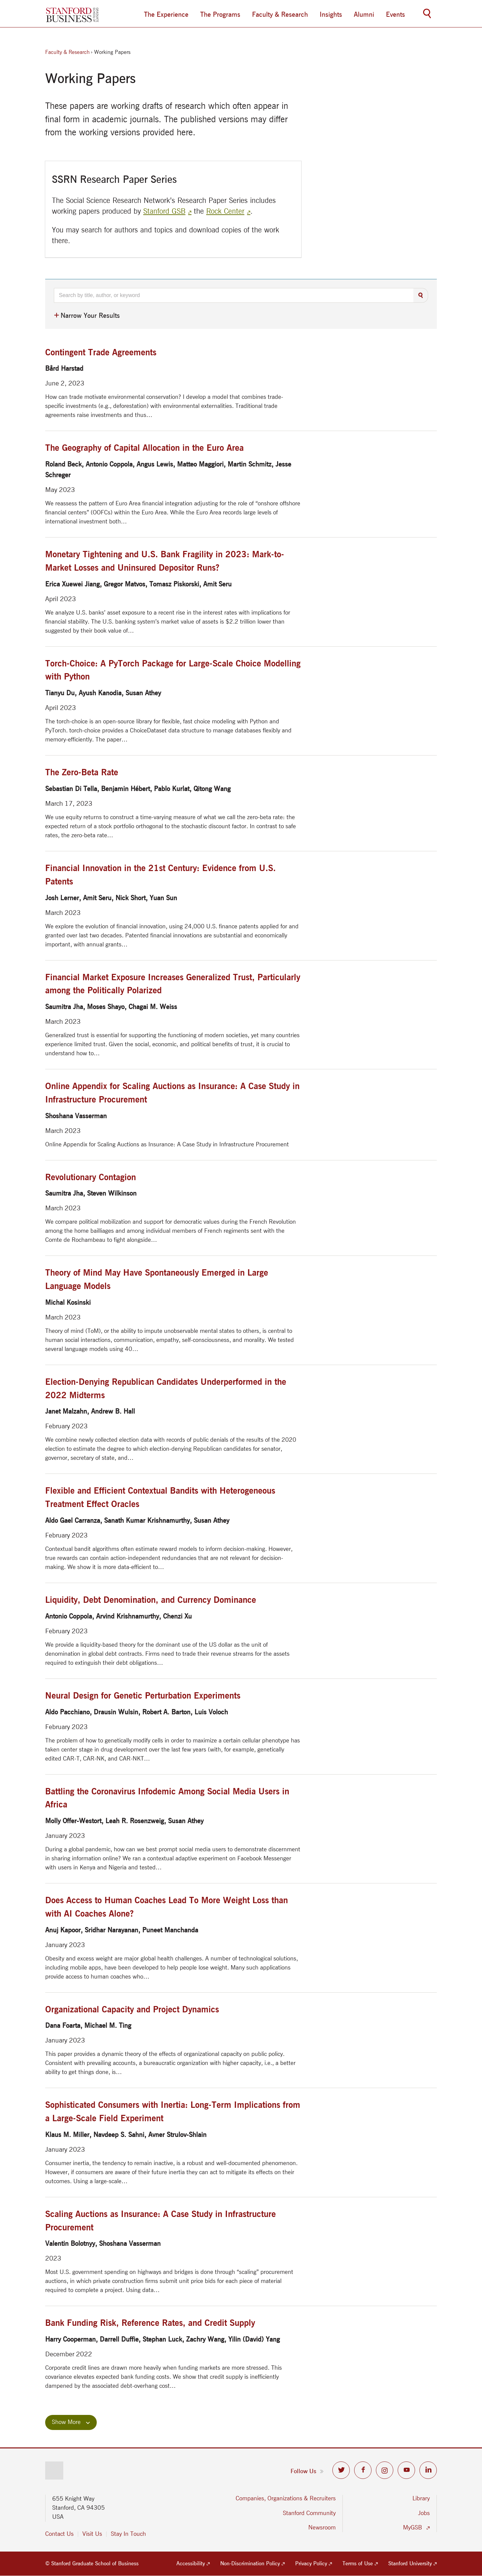 STANFORD
BUSINESS
The Experience The Programs Faculty & Research Insights Alumni Events
Faculty & Research › Working Papers
Working Papers
These papers are working drafts of research which often appear in
final form in academic journals. The published versions may differ
from the working versions provided here.
SSRN Research Paper Series
The Social Science Research Network's Research Paper Series includes
working papers produced by Stanford GSB the Rock Center .
You may search for authors and topics and download copies of the work
there.
Search by title, author, or keyword
+ Narrow Your Results
Contingent Trade Agreements
Bård Harstad
June 2, 2023
How can trade motivate environmental conservation? I develop a model that combines trade-
specific investments (e.g., deforestation) with environmental externalities. Traditional trade
agreements raise investments and thus…
The Geography of Capital Allocation in the Euro Area
Roland Beck, Antonio Coppola, Angus Lewis, Matteo Maggiori, Martin Schmitz, Jesse
Schreger
May 2023
We reassess the pattern of Euro Area financial integration adjusting for the role of "onshore offshore
financial centers" (OOFCs) within the Euro Area. While the Euro Area records large levels of
international investment both…
Monetary Tightening and U.S. Bank Fragility in 2023: Mark-to-
Market Losses and Uninsured Depositor Runs?
Erica Xuewei Jiang, Gregor Matvos, Tomasz Piskorski, Amit Seru
April 2023
We analyze U.S. banks' asset exposure to a recent rise in the interest rates with implications for
financial stability. The U.S. banking system's market value of assets is $2.2 trillion lower than
suggested by their book value of…
Torch-Choice: A PyTorch Package for Large-Scale Choice Modelling
with Python
Tianyu Du, Ayush Kanodia, Susan Athey
April 2023
The torch-choice is an open-source library for flexible, fast choice modeling with Python and
PyTorch. torch-choice provides a ChoiceDataset data structure to manage databases flexibly and
memory-efficiently. The paper…
The Zero-Beta Rate
Sebastian Di Tella, Benjamin Hébert, Pablo Kurlat, Qitong Wang
March 17, 2023
We use equity returns to construct a time-varying measure of what we call the zero-beta rate: the
expected return of a stock portfolio orthogonal to the stochastic discount factor. In contrast to safe
rates, the zero-beta rate…
Financial Innovation in the 21st Century: Evidence from U.S.
Patents
Josh Lerner, Amit Seru, Nick Short, Yuan Sun
March 2023
We explore the evolution of financial innovation, using 24,000 U.S. finance patents applied for and
granted over last two decades. Patented financial innovations are substantial and economically
important, with annual grants…
Financial Market Exposure Increases Generalized Trust, Particularly
among the Politically Polarized
Saumitra Jha, Moses Shayo, Chagai M. Weiss
March 2023
Generalized trust is essential for supporting the functioning of modern societies, yet many countries
experience limited trust. Given the social, economic, and political benefits of trust, it is crucial to
understand how to…
Online Appendix for Scaling Auctions as Insurance: A Case Study in
Infrastructure Procurement
Shoshana Vasserman
March 2023
Online Appendix for Scaling Auctions as Insurance: A Case Study in Infrastructure Procurement
Revolutionary Contagion
Saumitra Jha, Steven Wilkinson
March 2023
We compare political mobilization and support for democratic values during the French Revolution
among the home bailliages and among individual members of French regiments sent with the
Comte de Rochambeau to fight alongside…
Theory of Mind May Have Spontaneously Emerged in Large
Language Models
Michal Kosinski
March 2023
Theory of mind (ToM), or the ability to impute unobservable mental states to others, is central to
human social interactions, communication, empathy, self-consciousness, and morality. We tested
several language models using 40…
Election-Denying Republican Candidates Underperformed in the
2022 Midterms
Janet Malzahn, Andrew B. Hall
February 2023
We combine newly collected election data with records of public denials of the results of the 2020
election to estimate the degree to which election-denying Republican candidates for senator,
governor, secretary of state, and…
Flexible and Efficient Contextual Bandits with Heterogeneous
Treatment Effect Oracles
Aldo Gael Carranza, Sanath Kumar Krishnamurthy, Susan Athey
February 2023
Contextual bandit algorithms often estimate reward models to inform decision-making. However,
true rewards can contain action-independent redundancies that are not relevant for decision-
making. We show it is more data-efficient to…
Liquidity, Debt Denomination, and Currency Dominance
Antonio Coppola, Arvind Krishnamurthy, Chenzi Xu
February 2023
We provide a liquidity-based theory for the dominant use of the US dollar as the unit of
denomination in global debt contracts. Firms need to trade their revenue streams for the assets
required to extinguish their debt obligations…
Neural Design for Genetic Perturbation Experiments
Aldo Pacchiano, Drausin Wulsin, Robert A. Barton, Luis Voloch
February 2023
The problem of how to genetically modify cells in order to maximize a certain cellular phenotype has
taken center stage in drug development over the last few years (with, for example, genetically
edited CAR-T, CAR-NK, and CAR-NKT…
Battling the Coronavirus Infodemic Among Social Media Users in
Africa
Molly Offer-Westort, Leah R. Rosenzweig, Susan Athey
January 2023
During a global pandemic, how can we best prompt social media users to demonstrate discernment
in sharing information online? We ran a contextual adaptive experiment on Facebook Messenger
with users in Kenya and Nigeria and tested…
Does Access to Human Coaches Lead To More Weight Loss than
with AI Coaches Alone?
Anuj Kapoor, Sridhar Narayanan, Puneet Manchanda
January 2023
Obesity and excess weight are major global health challenges. A number of technological solutions,
including mobile apps, have been developed to help people lose weight. Many such applications
provide access to human coaches who…
Organizational Capacity and Project Dynamics
Dana Foarta, Michael M. Ting
January 2023
This paper provides a dynamic theory of the effects of organizational capacity on public policy.
Consistent with prevailing accounts, a bureaucratic organization with higher capacity, i.e., a better
ability to get things done, is…
Sophisticated Consumers with Inertia: Long-Term Implications from
a Large-Scale Field Experiment
Klaus M. Miller, Navdeep S. Sahni, Avner Strulov-Shlain
January 2023
Consumer inertia, the tendency to remain inactive, is a robust and well-documented phenomenon.
However, if consumers are aware of their future inertia they can act to mitigate its effects on their
outcomes. Using a large-scale…
Scaling Auctions as Insurance: A Case Study in Infrastructure
Procurement
Valentin Bolotnyy, Shoshana Vasserman
2023
Most U.S. government spending on highways and bridges is done through "scaling" procurement
auctions, in which private construction firms submit unit price bids for each piece of material
required to complete a project. Using data…
Bank Funding Risk, Reference Rates, and Credit Supply
Harry Cooperman, Darrell Duffie, Stephan Luck, Zachry Wang, Yilin (David) Yang
December 2022
Corporate credit lines are drawn more heavily when funding markets are more stressed. This
covariance elevates expected bank funding costs. We show that credit supply is inefficiently
dampened by the associated debt-overhang cost…
Show More
Follow Us >
655 Knight Way
Stanford, CA 94305
USA
Contact Us | Visit Us | Stay In Touch
Companies, Organizations & Recruiters
Stanford Community
Newsroom
Library
Jobs
MyGSB
© Stanford Graduate School of Business Accessibility Non-Discrimination Policy Privacy Policy Terms of Use Stanford University